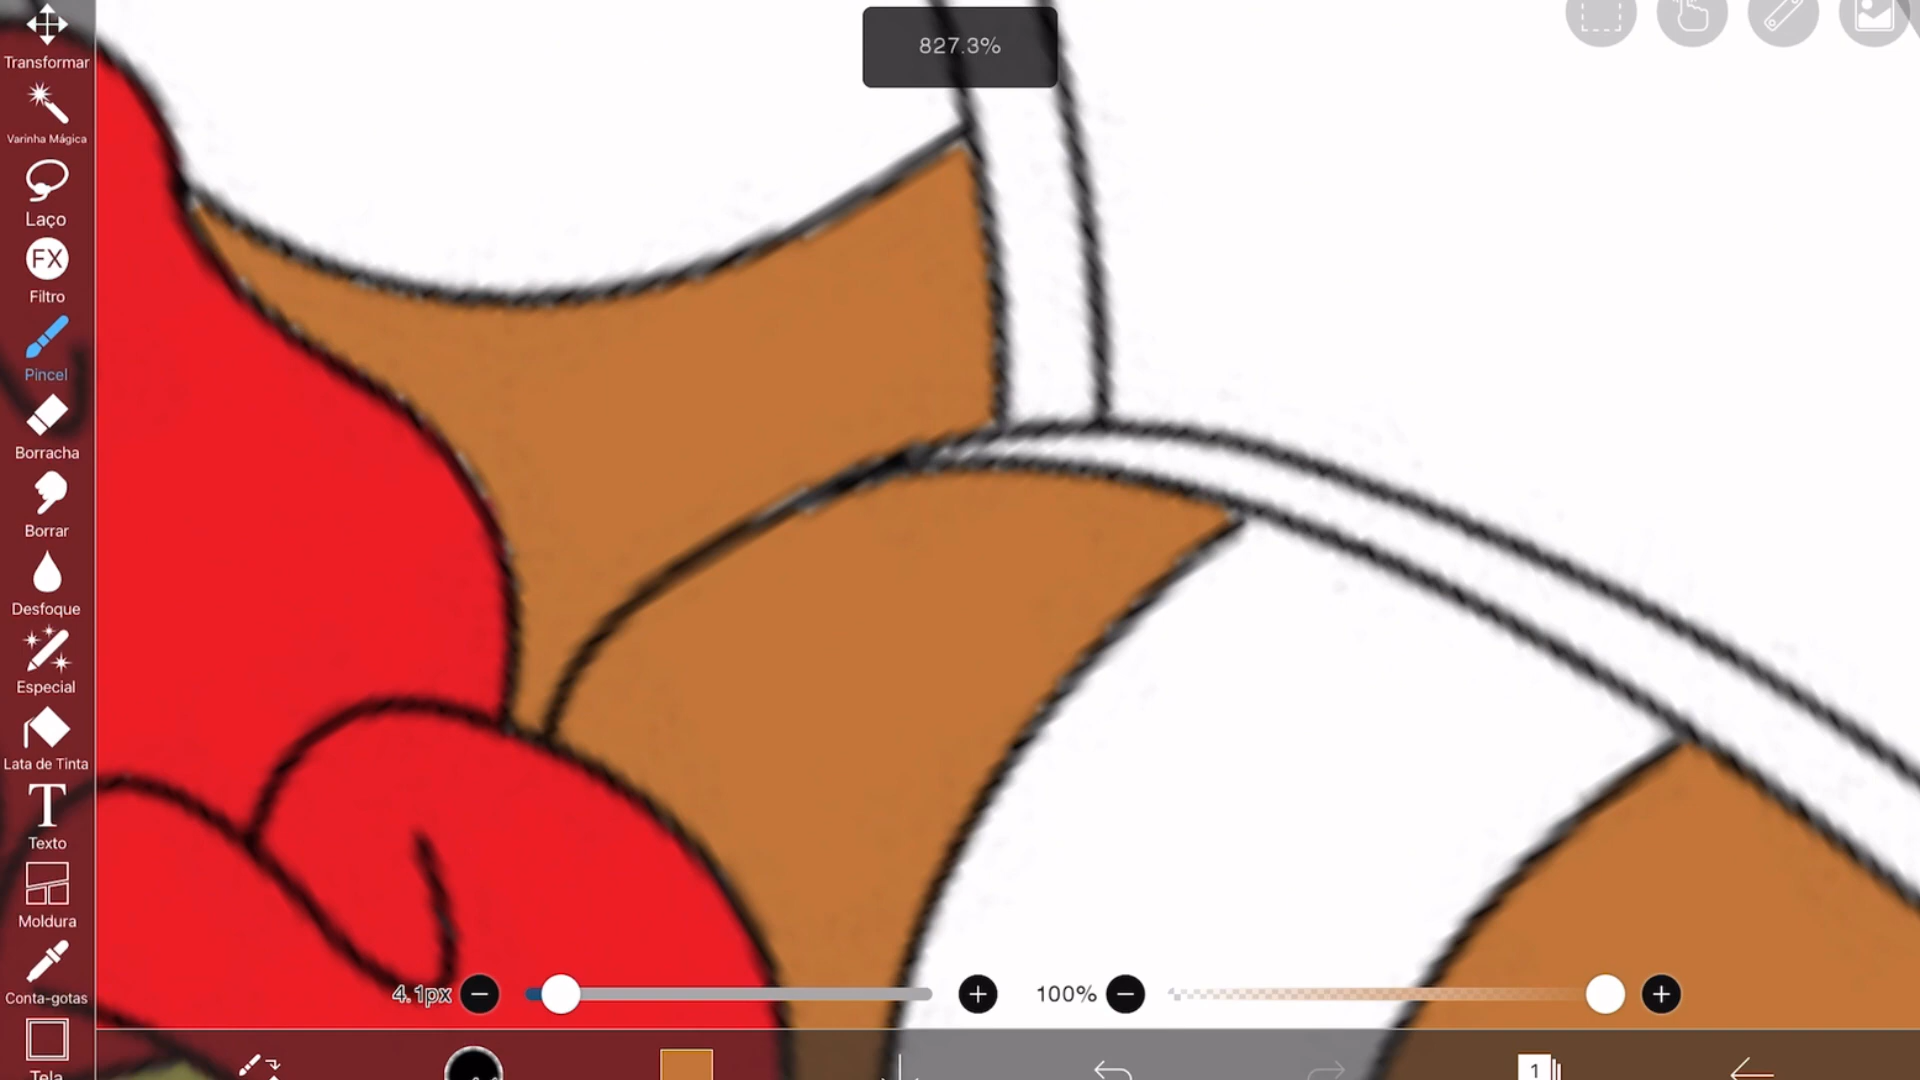 827.3%
Transformar
Varinha Mágica
Laço
FX
Filtro
Pincel
Borracha
Borrar
Desfoque
Especial
Lata de Tinta
T
Texto
Moldura
Conta-gotas
4.1px
100%
Tela
1